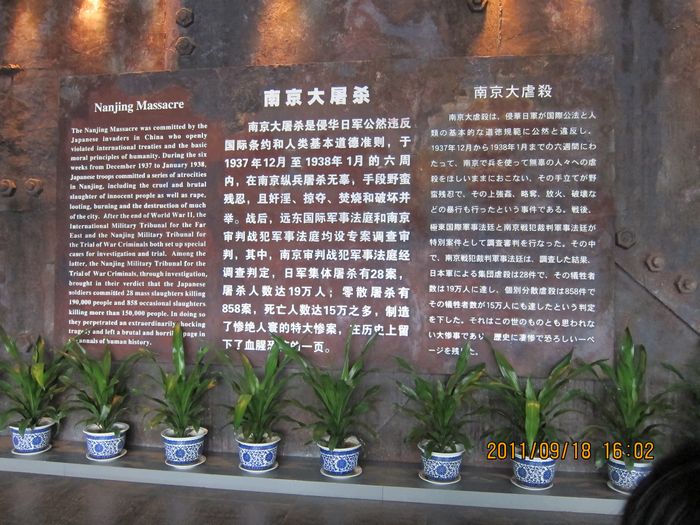 Nanjing Massacre
The Nanjing Massacre was committed by the
Japanese invaders in China who openly
violated international treaties and the basic
moral principles of humanity. During the six
weeks from December 1937 to January 1938,
Japanese troops committed a series of atrocities
in Nanjing, including the cruel and brutal
slaughter of innocent people as well as rape,
looting, burning and the destruction of much
of the city. After the end of World War II, the
International Military Tribunal for the Far
East and the Nanjing Military Tribunal for
the Trial of War Criminals both set up special
cases for investigation and trial. Among the
latter, the Nanjing Military Tribunal for the
Trial of War Criminals, through investigation,
brought in their verdict that the Japanese
soldiers committed 28 mass slaughters killing
190,000 people and 858 occasional slaughters
killing more than 150,000 people. In doing so
they perpetrated an extraordinarily shocking
tragedy and left a brutal and horrific page in
annals of human history.
南京大屠杀
南京大屠杀是侵华日军公然违反
国际条约和人类基本道德准则，于
1937年12月至1938年1月的六周
内，在南京纵兵屠杀无辜，手段野蛮
残忍，且奸淫、掠夺、焚烧和破坏并
举。战后，远东国际军事法庭和南京
审判战犯军事法庭均设专案调查审
判，其中，南京审判战犯军事法庭经
调查判定，日军集体屠杀有28案，
屠杀人数达19万人；零散屠杀有
858案，死亡人数达15万之多，制造
了惨绝人寰的特大惨案，在历史上留
下了血腥 的一页。
南京大虐殺
南京大虐殺は、侵華日軍が国際公法と人
類の基本的な道徳規範に公然と違反し、
1937年12月から1938年1月までの六週間にわ
たって、南京で兵を使って無辜の人々への虐
殺をほしいままにおこない、その手立てが野
蛮残忍で、その上強姦、略奪、放火、破壊な
どの暴行も行ったという事件である。戦後、
極東国際軍事法廷と南京戦犯裁判軍事法廷が
特別案件として調査審判を行なった。その中
で、南京戦犯裁判軍事法廷は、調査した結果、
日本軍による集団虐殺は28件で、その犠牲者
数は19万人に達し、個別分散虐殺は858件で
その犠牲者数が15万人にも達したという判定
を下した。それはこの世のものとも思われな
い大惨事であり 歴史に凄惨で恐ろしい一ペ
ージを残した。
2011/09/18 16:02